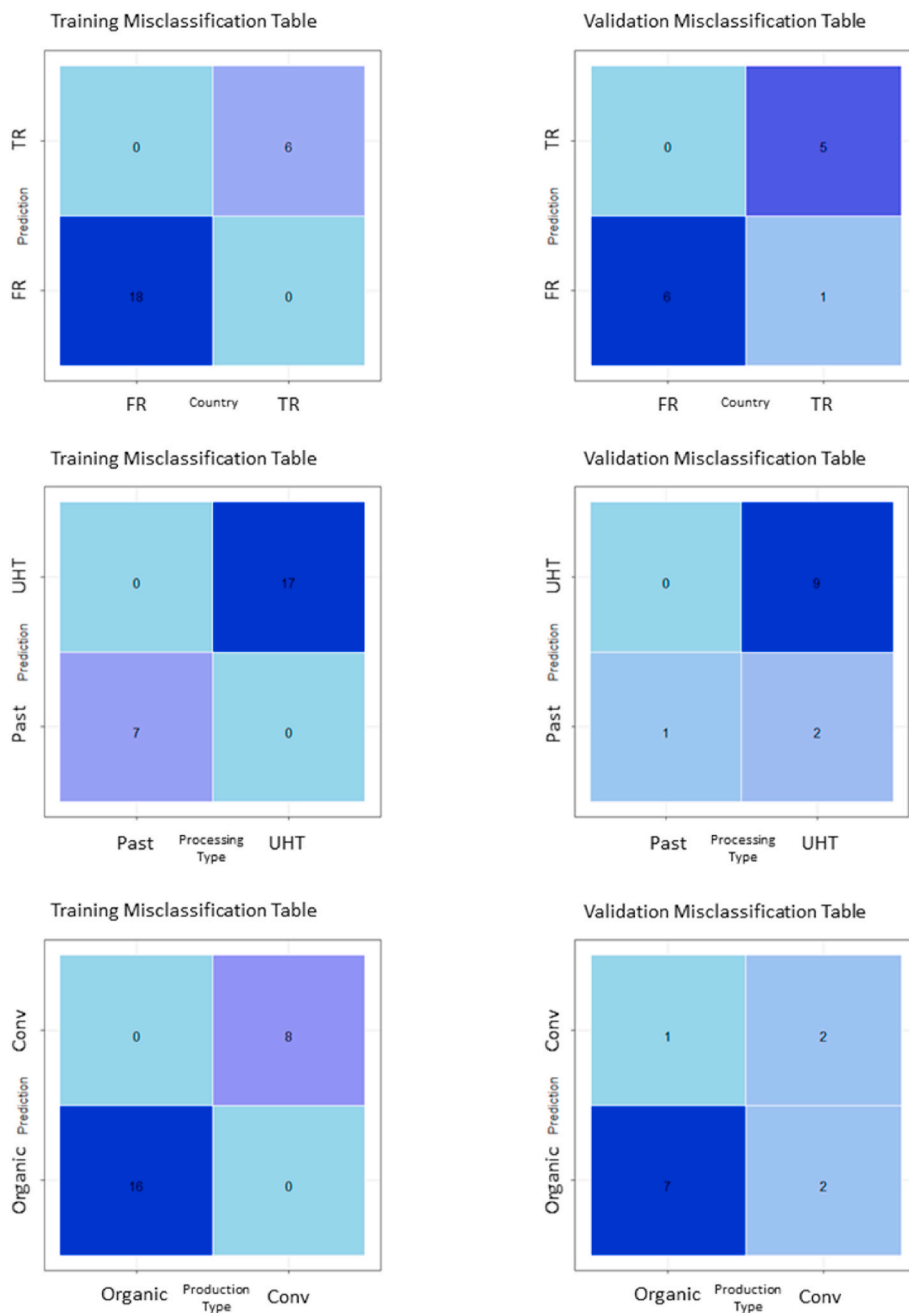 Training Misclassification Table
Validation Misclassification Table
TR
0
6
Prediction
FR
18
0
FR
Country
TR
TR
0
5
Prediction
FR
6
1
FR
Country
TR
Training Misclassification Table
Validation Misclassification Table
UHT
0
17
Prediction
Past
7
0
Past
Processing
Type
UHT
UHT
0
9
Prediction
Past
1
2
Past
Processing
Type
UHT
Training Misclassification Table
Validation Misclassification Table
Conv
0
8
Prediction
Organic
16
0
Organic
Production
Type
Conv
Conv
1
2
Prediction
Organic
7
2
Organic
Production
Type
Conv